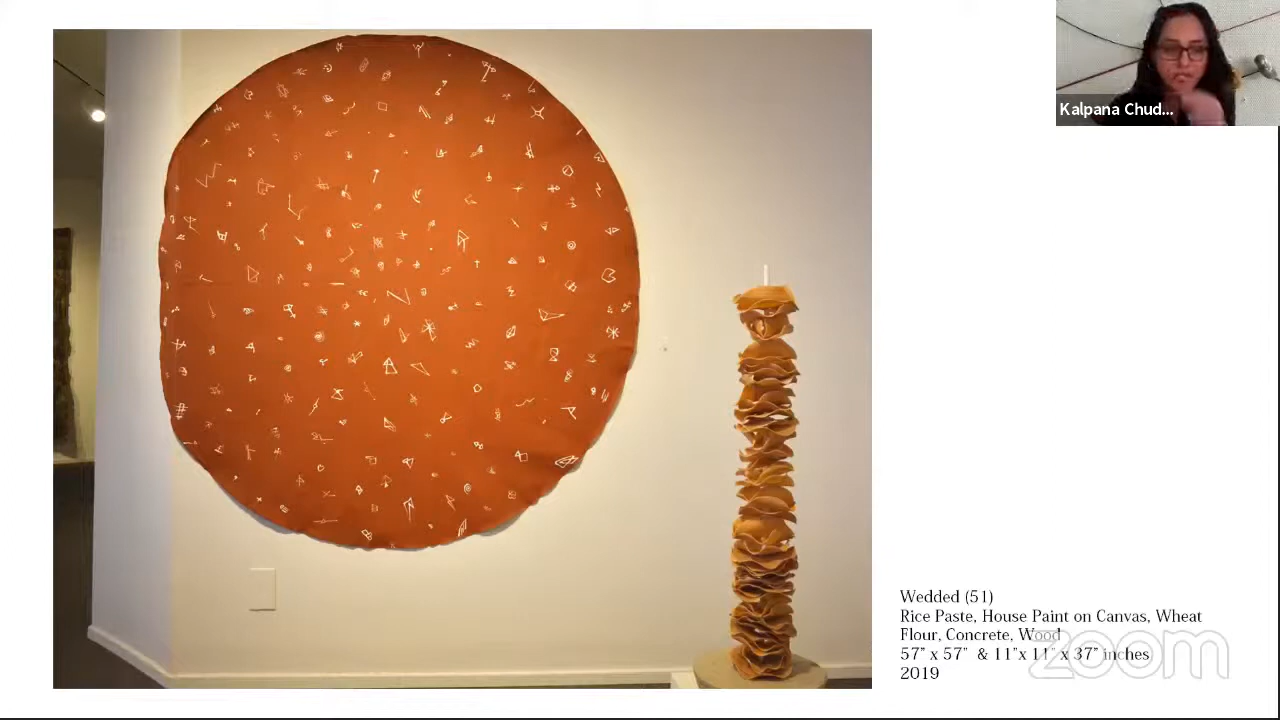 Kalpana Chud...
Wedded (51)
Rice Paste, House Paint on Canvas, Wheat
Flour, Concrete, Wood
57" x 57" & 11"x 11" x 37" inches
2019
zoom